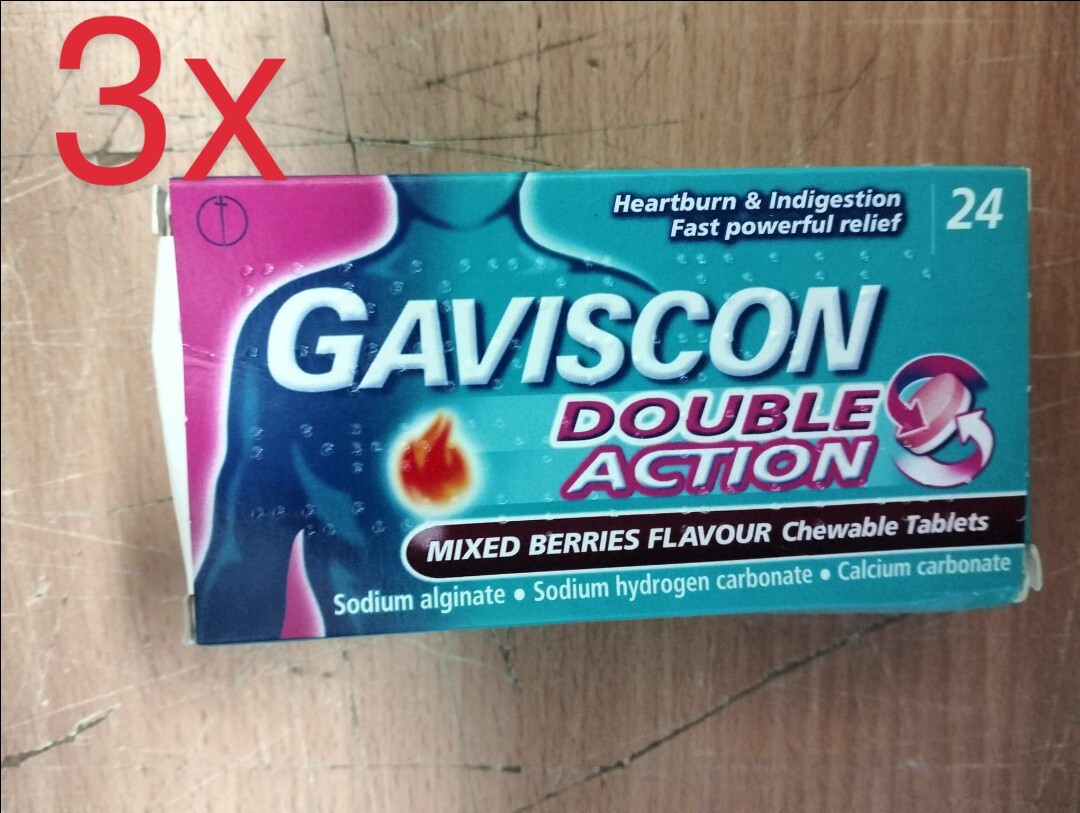 3x
Heartburn & Indigestion
Fast powerful relief
24
GAVISCON
DOUBLE
ACTION
MIXED BERRIES FLAVOUR Chewable Tablets
Sodium alginate • Sodium hydrogen carbonate • Calcium carbonate